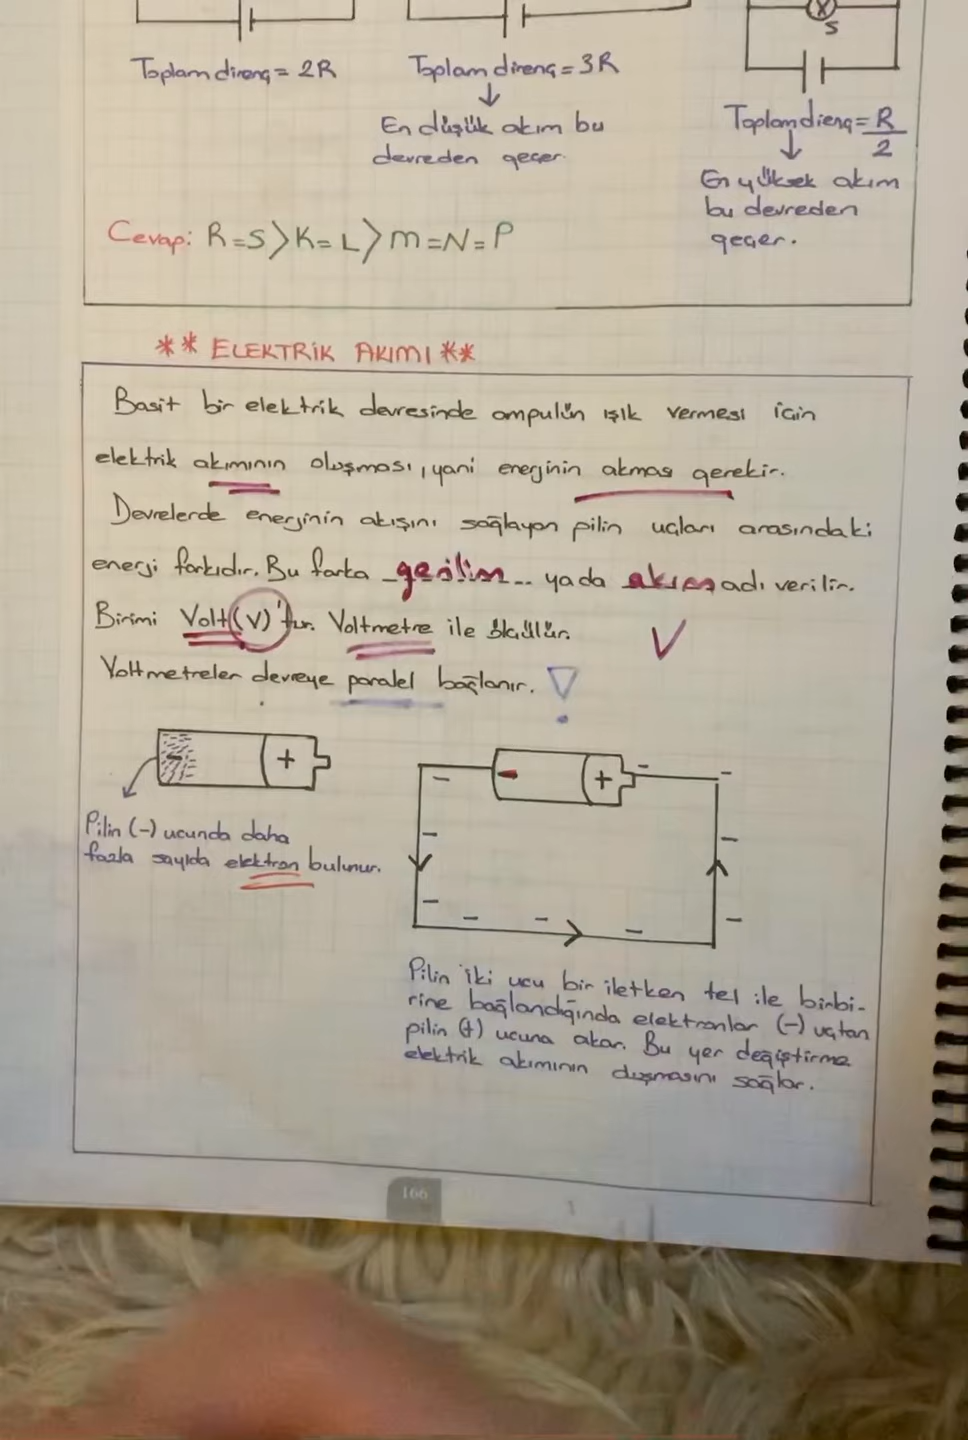 S
Toplam direnç = 2R
Toplam direnç = 3R
En düşük akım bu
devreden geçer.
Toplam dienç = R/2
En yüksek akım
bu devreden
geçer.
Cevap: R=S>K=L>M=N=P
** ELEKTRİK AKIMI **
Basit bir elektrik devresinde ampulün ışık vermesi için
elektrik akımının oluşması, yani enerjinin akması gerekir.
Devrelerde enerjinin akışını sağlayan pilin uçları arasındaki
enerji farkıdır. Bu farka gerilim ya da akım adı verilir.
Birimi Volt (V)'tur. Voltmetre ile ölçülür. V
Voltmetreler devreye paralel bağlanır. !
- +
Pilin (-) ucunda daha
fazla sayıda elektron bulunur.
- +
Pilin iki ucu bir iletken tel ile birbi-
rine bağlandığında elektronlar (-) uçtan
pilin (+) ucuna akar. Bu yer değiştirme
elektrik akımının oluşmasını sağlar.
166